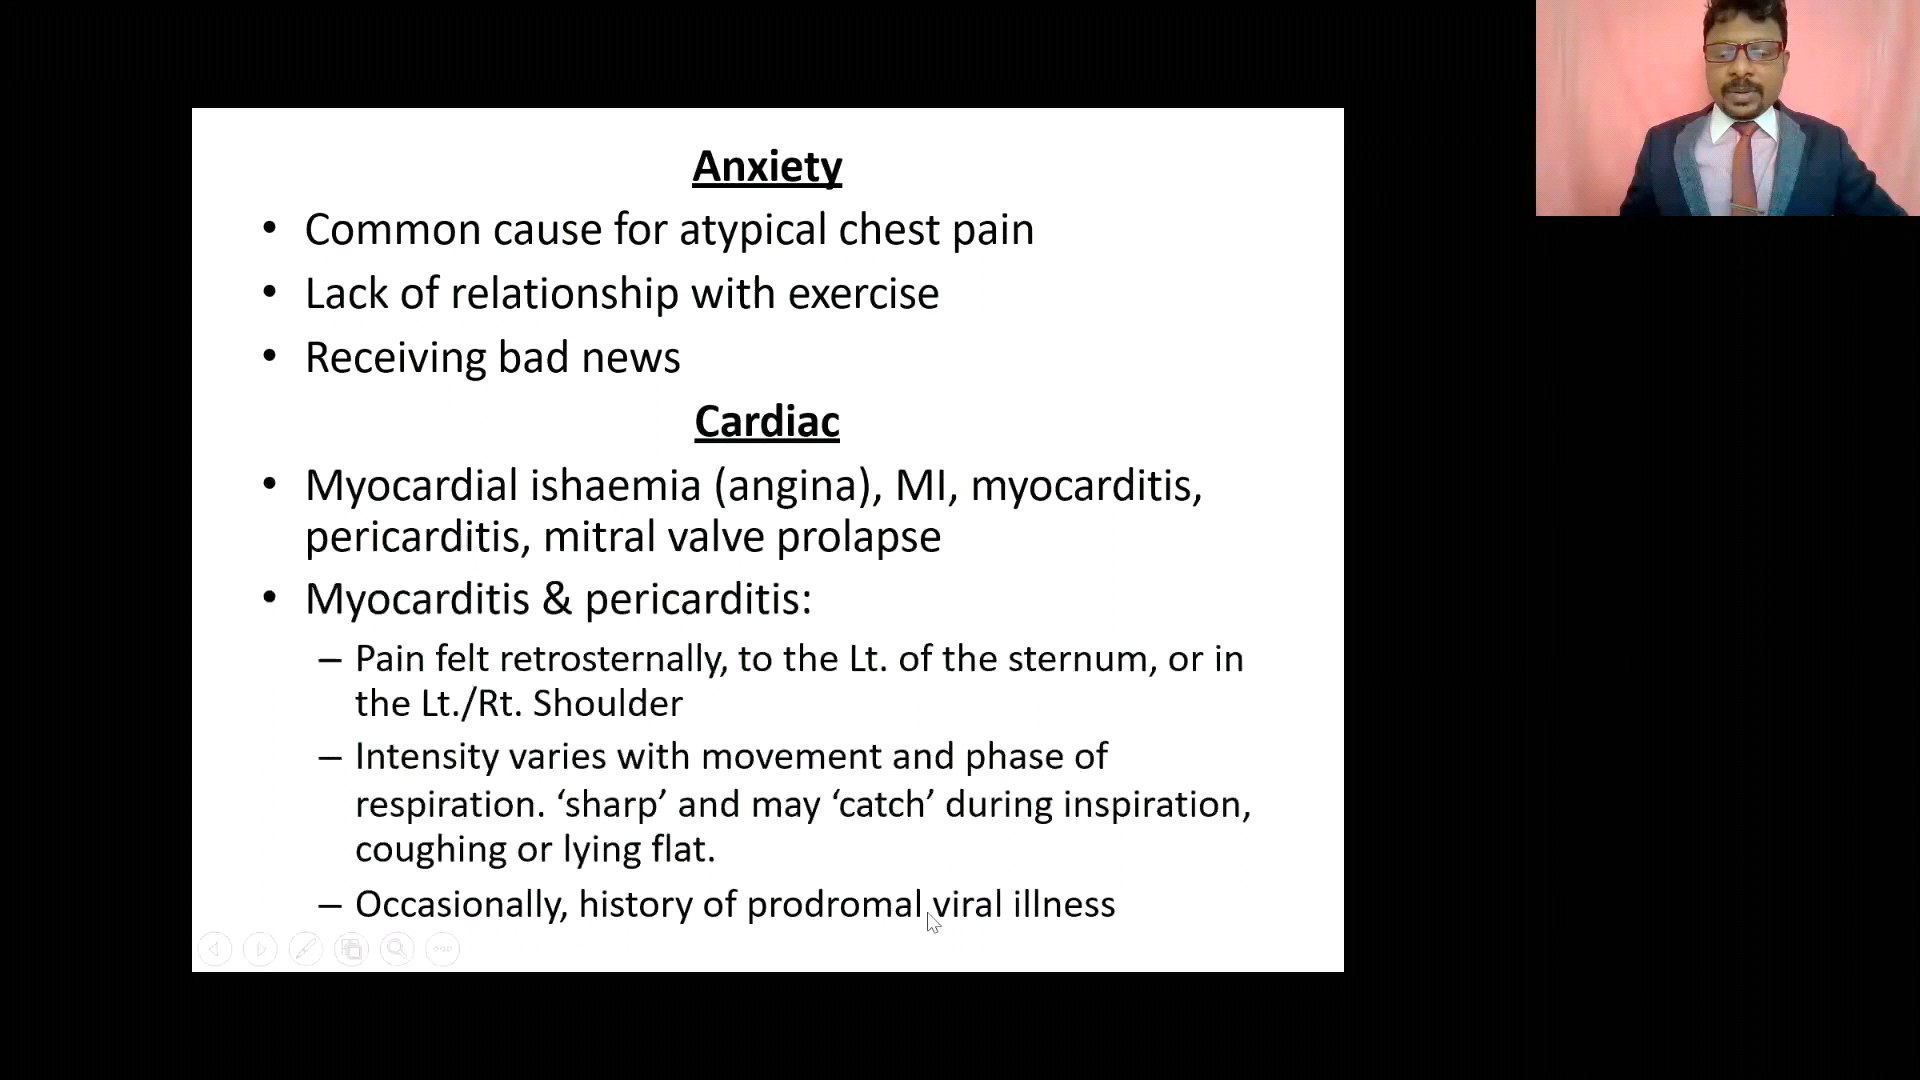 Anxiety
• Common cause for atypical chest pain
• Lack of relationship with exercise
• Receiving bad news
Cardiac
• Myocardial ishaemia (angina), MI, myocarditis,
pericarditis, mitral valve prolapse
• Myocarditis & pericarditis:
– Pain felt retrosternally, to the Lt. of the sternum, or in
the Lt./Rt. Shoulder
– Intensity varies with movement and phase of
respiration. ‘sharp’ and may ‘catch’ during inspiration,
coughing or lying flat.
– Occasionally, history of prodromal viral illness